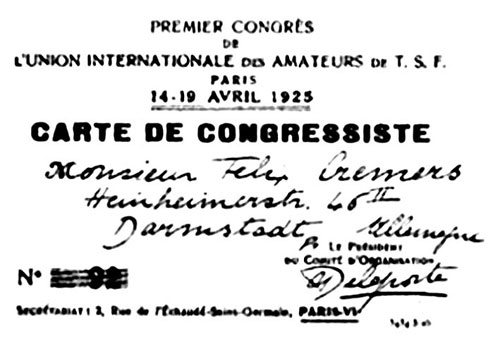 PREMIER CONGRÈS
DE
L'UNION INTERNATIONALE DES AMATEURS DE T. S. F.
PARIS
14-19 AVRIL 1925
CARTE DE CONGRESSISTE
Monsieur Felix Cremers
Heinheimerstr. 46 II
Darmstadt, Allemagne
LE PRÉSIDENT
DU COMITÉ D'ORGANISATION
Deleporte
N° 92
SECRÉTARIAT : 2, Rue de l'Échaudé-Saint-Germain, PARIS-VI